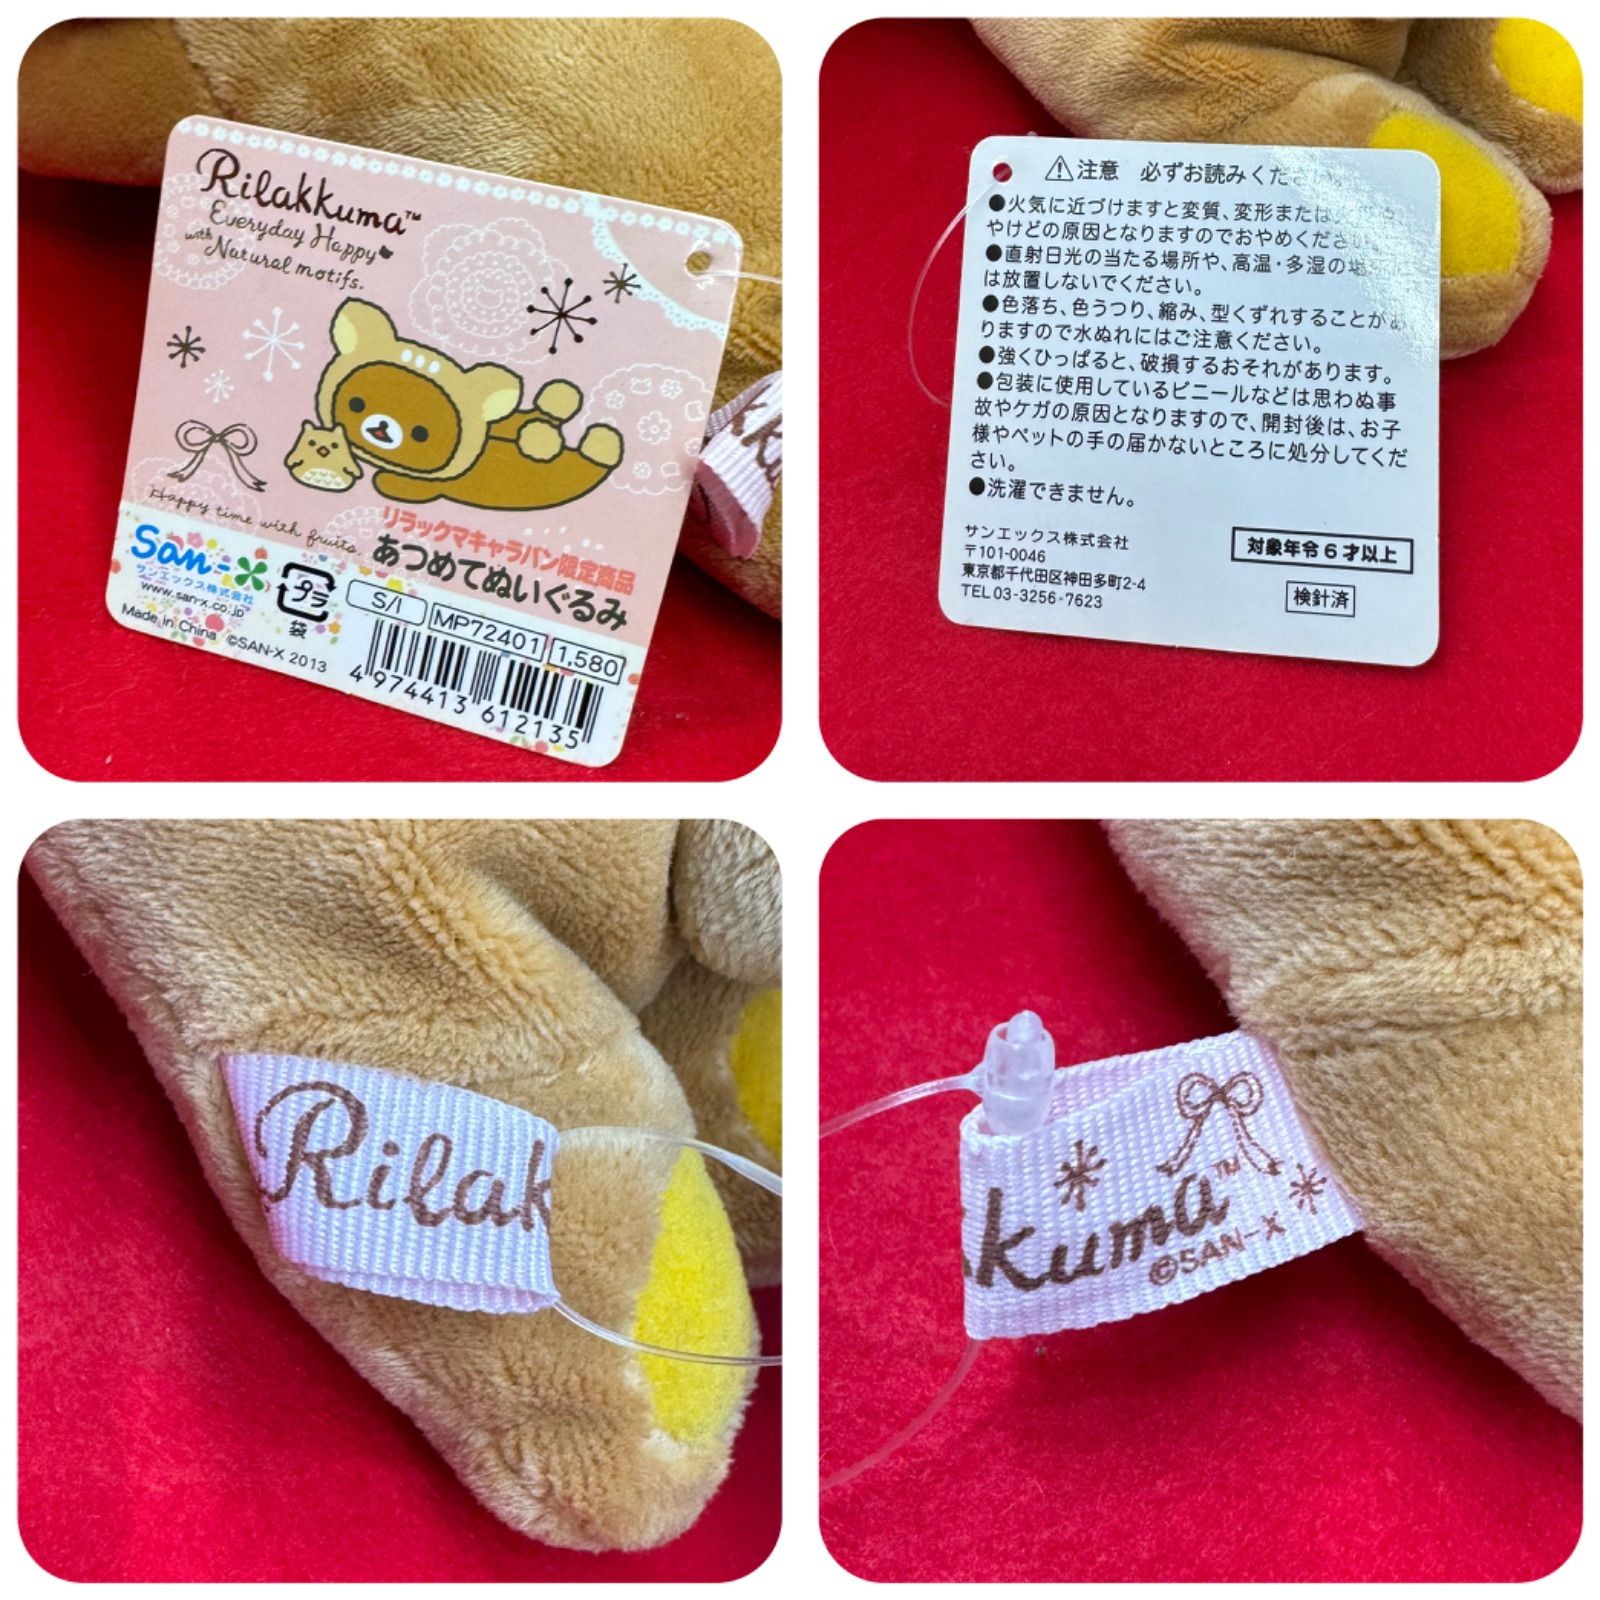 Rilakkuma™
Everyday Happy
with Natural motifs.
Happy time with fruits.
リラックマキャラバン限定商品
あつめてぬいぐるみ
San-X
サンエックス株式会社
www.san-x.co.jp
プラ
袋
S/I MP72401 1,580
Made in China ©SAN-X 2013
4 974413 612135
⚠注意 必ずお読みください。
●火気に近づけますと変質、変形または
やけどの原因となりますのでおやめください。
●直射日光の当たる場所や、高温・多湿の場
は放置しないでください。
●色落ち、色うつり、縮み、型くずれすることがあ
りますので水ぬれにはご注意ください。
●強くひっぱると、破損するおそれがあります。
●包装に使用しているビニールなどは思わぬ事
故やケガの原因となりますので、開封後は、お子
様やペットの手の届かないところに処分してくだ
さい。
●洗濯できません。
サンエックス株式会社
〒101-0046
東京都千代田区神田多町2-4
TEL 03-3256-7623
対象年令6才以上
検針済
Rilak
kuma™
©SAN-X